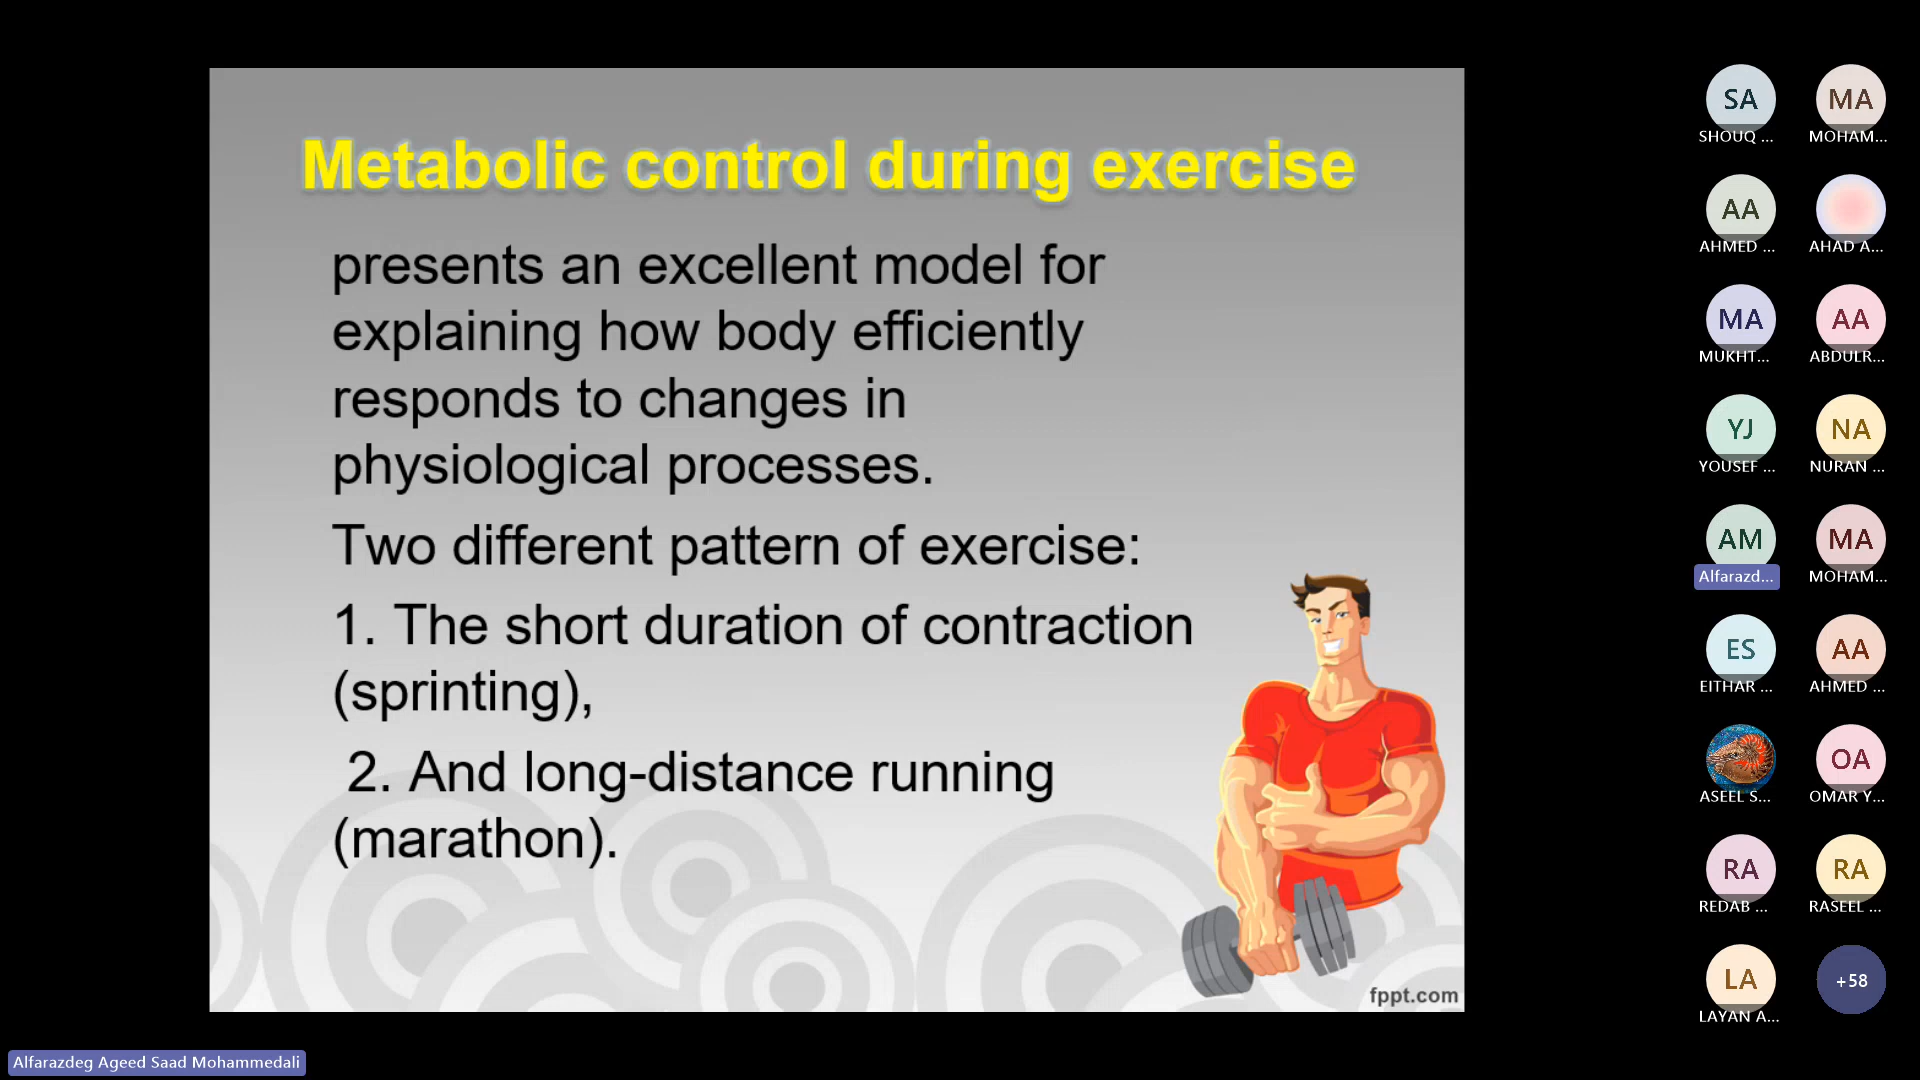 Metabolic control during exercise
presents an excellent model for
explaining how body efficiently
responds to changes in
physiological processes.
Two different pattern of exercise:
1. The short duration of contraction
(sprinting),
2. And long-distance running
(marathon).
fppt.com
SA
SHOUQ ...
MA
MOHAM...
AA
AHMED ...
AHAD A...
MA
MUKHT...
AA
ABDULR...
YJ
YOUSEF ...
NA
NURAN ...
AM
Alfarazd...
MA
MOHAM...
ES
EITHAR ...
AA
AHMED ...
ASEEL S...
OA
OMAR Y...
RA
REDAB ...
RA
RASEEL ...
LA
LAYAN A...
+58
Alfarazdeg Ageed Saad Mohammedali